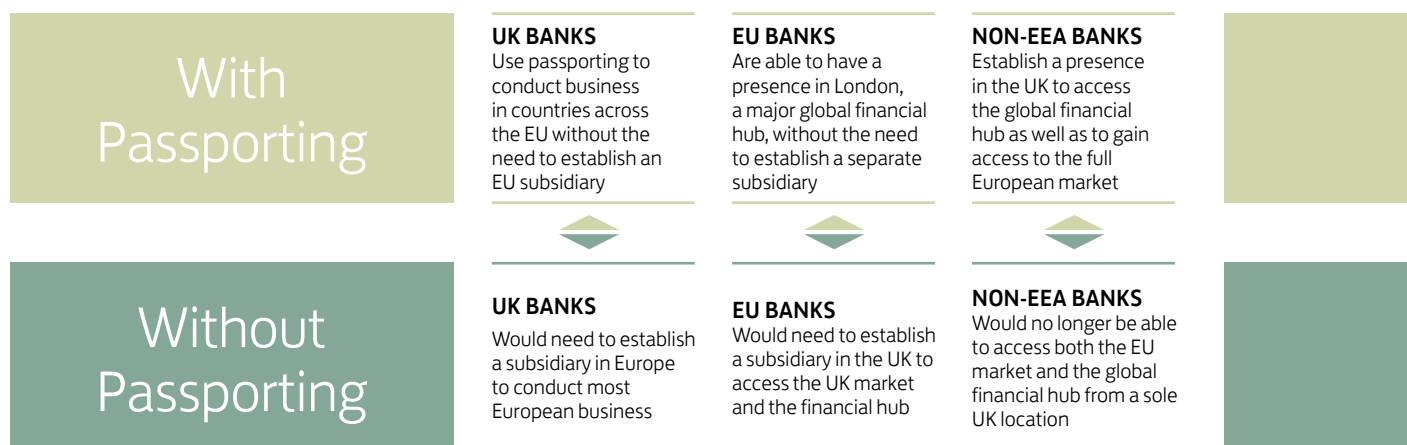 With
Passporting
UK BANKS
Use passporting to
conduct business
in countries across
the EU without the
need to establish an
EU subsidiary
EU BANKS
Are able to have a
presence in London,
a major global financial
hub, without the need
to establish a separate
subsidiary
NON-EEA BANKS
Establish a presence
in the UK to access
the global financial
hub as well as to gain
access to the full
European market
Without
Passporting
UK BANKS
Would need to establish
a subsidiary in Europe
to conduct most
European business
EU BANKS
Would need to establish
a subsidiary in the UK to
access the UK market
and the financial hub
NON-EEA BANKS
Would no longer be able
to access both the EU
market and the global
financial hub from a sole
UK location